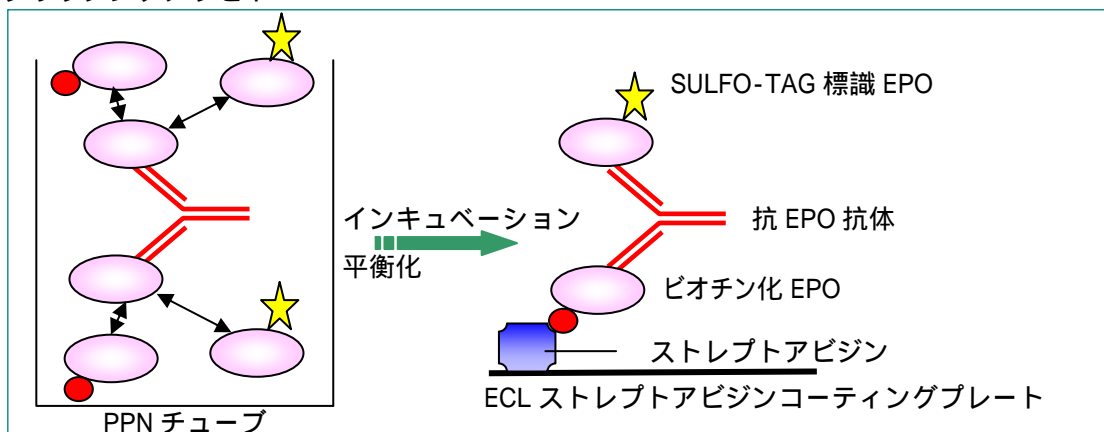 SULFO-TAG 標識 EPO
インキュベーション
平衡化
抗 EPO 抗体
ビオチン化 EPO
ストレプトアビジン
ECL ストレプトアビジンコーティングプレート
PPN チューブ